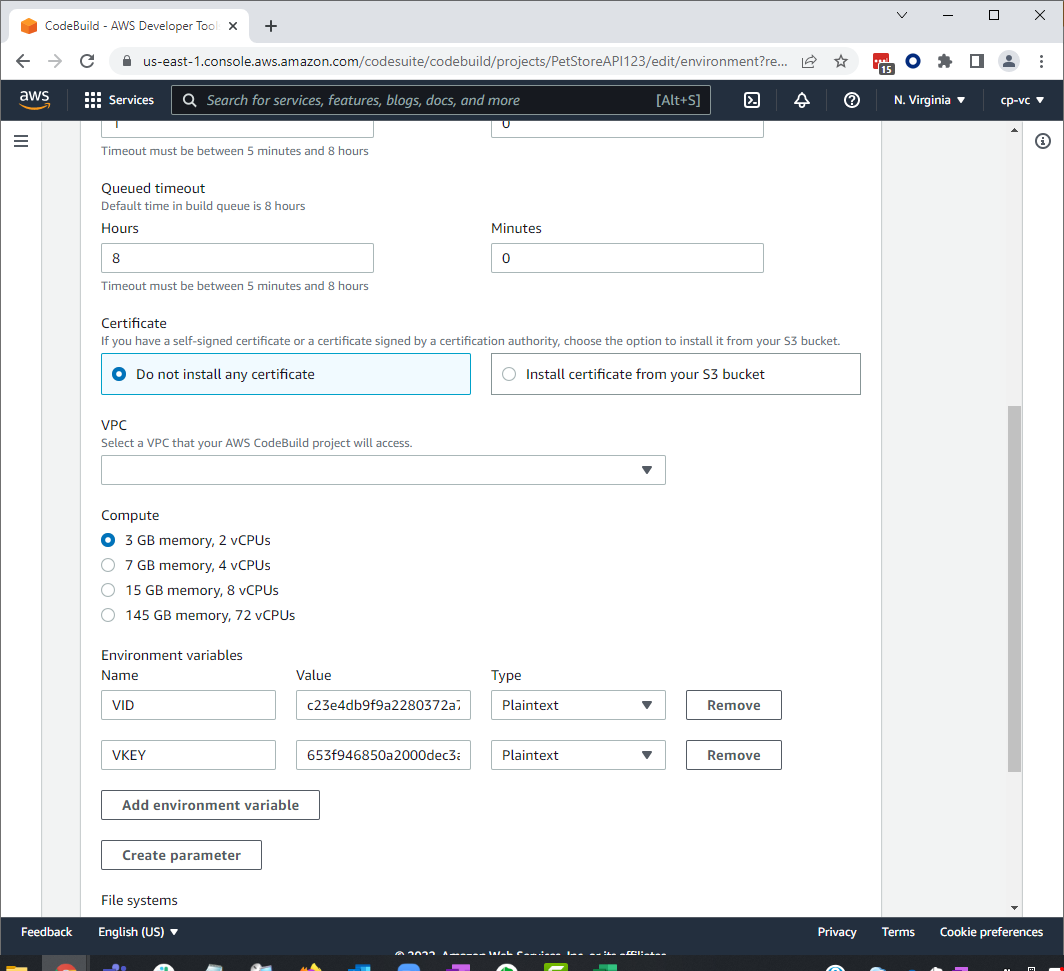 CodeBuild - AWS Developer Tool
us-east-1.console.aws.amazon.com/codesuite/codebuild/projects/PetStoreAPI123/edit/environment?re...
15
aws
Services
Search for services, features, blogs, docs, and more
[Alt+S]
N. Virginia
cp-vc
1
0
Timeout must be between 5 minutes and 8 hours
Queued timeout
Default time in build queue is 8 hours
Hours
Minutes
8
0
Timeout must be between 5 minutes and 8 hours
Certificate
If you have a self-signed certificate or a certificate signed by a certification authority, choose the option to install it from your S3 bucket.
Do not install any certificate
Install certificate from your S3 bucket
VPC
Select a VPC that your AWS CodeBuild project will access.
Compute
3 GB memory, 2 vCPUs
7 GB memory, 4 vCPUs
15 GB memory, 8 vCPUs
145 GB memory, 72 vCPUs
Environment variables
Name
Value
Type
VID
c23e4db9f9a2280372a7
Plaintext
Remove
VKEY
653f946850a2000dec3a
Plaintext
Remove
Add environment variable
Create parameter
File systems
Feedback
English (US)
Privacy
Terms
Cookie preferences
© 2022, Amazon Web Services, Inc. or its affiliates.